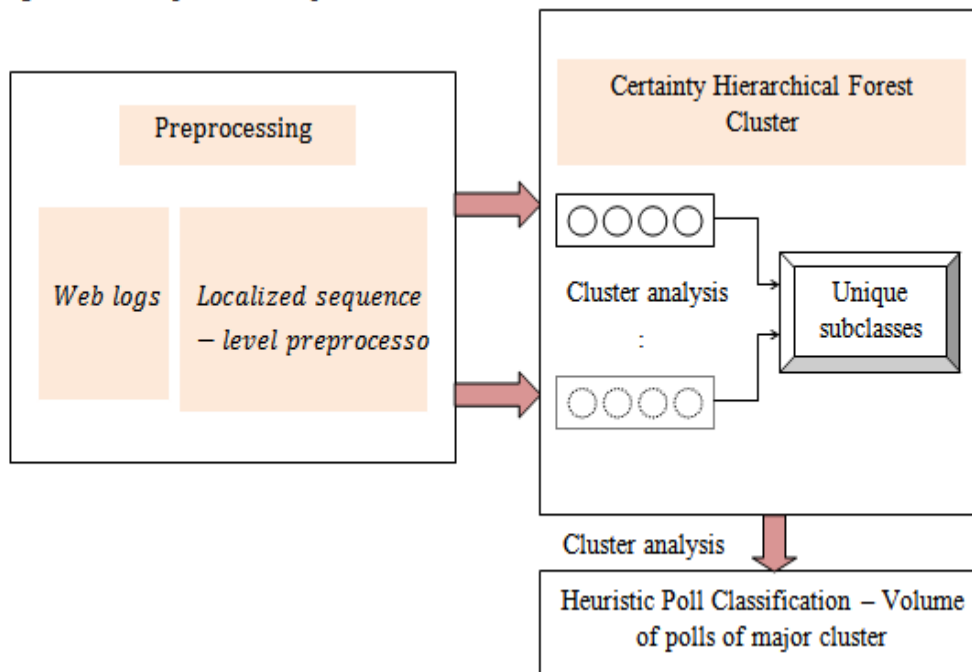 Preprocessing
Web logs
Localized sequence
– level preprocesso
Certainty Hierarchical Forest
Cluster
Cluster analysis
:
Unique
subclasses
Cluster analysis
Heuristic Poll Classification – Volume
of polls of major cluster